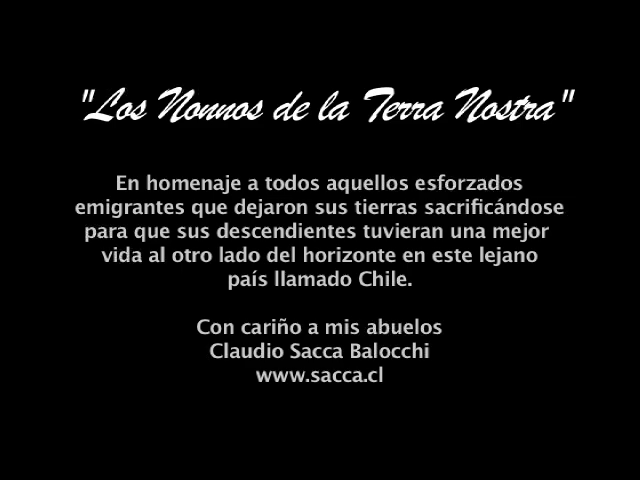 "Los Nonnos de la Terra Nostra"
En homenaje a todos aquellos esforzados
emigrantes que dejaron sus tierras sacrificándose
para que sus descendientes tuvieran una mejor
vida al otro lado del horizonte en este lejano
país llamado Chile.
Con cariño a mis abuelos
Claudio Sacca Balocchi
www.sacca.cl